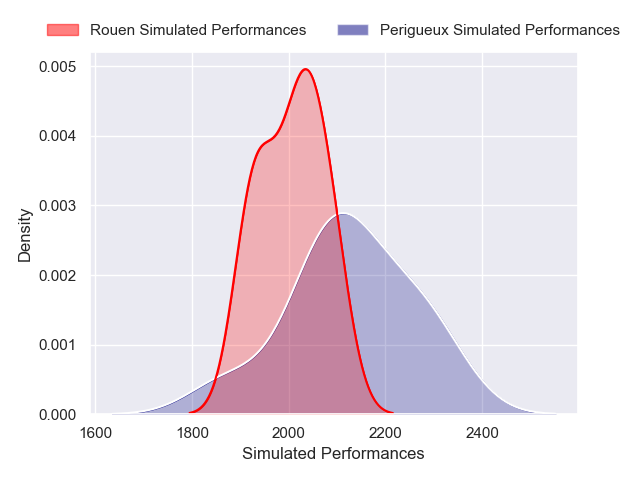 Rouen Simulated Performances
Perigueux Simulated Performances
0.005
0.004
0.003
0.002
0.001
0.000
Density
1600 1800 2000 2200 2400
Simulated Performances